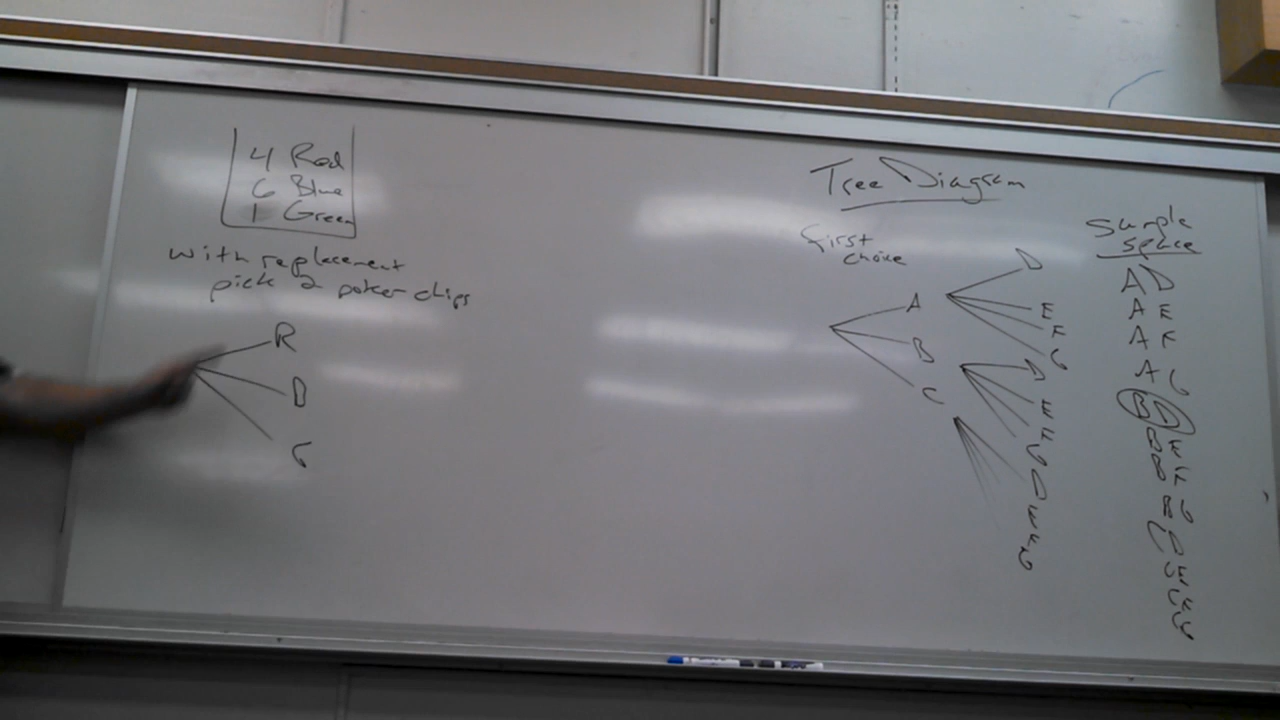 4 Red
6 Blue
1 Green
with replacement
pick 2 poker chips
R
B
G
Tree Diagram
first
choice
A
B
C
D
E
F
G
D
E
F
G
D
E
F
G
Sample
space
A D
A E
A F
A G
B D
B E
B F
B G
C D
C E
C F
C G